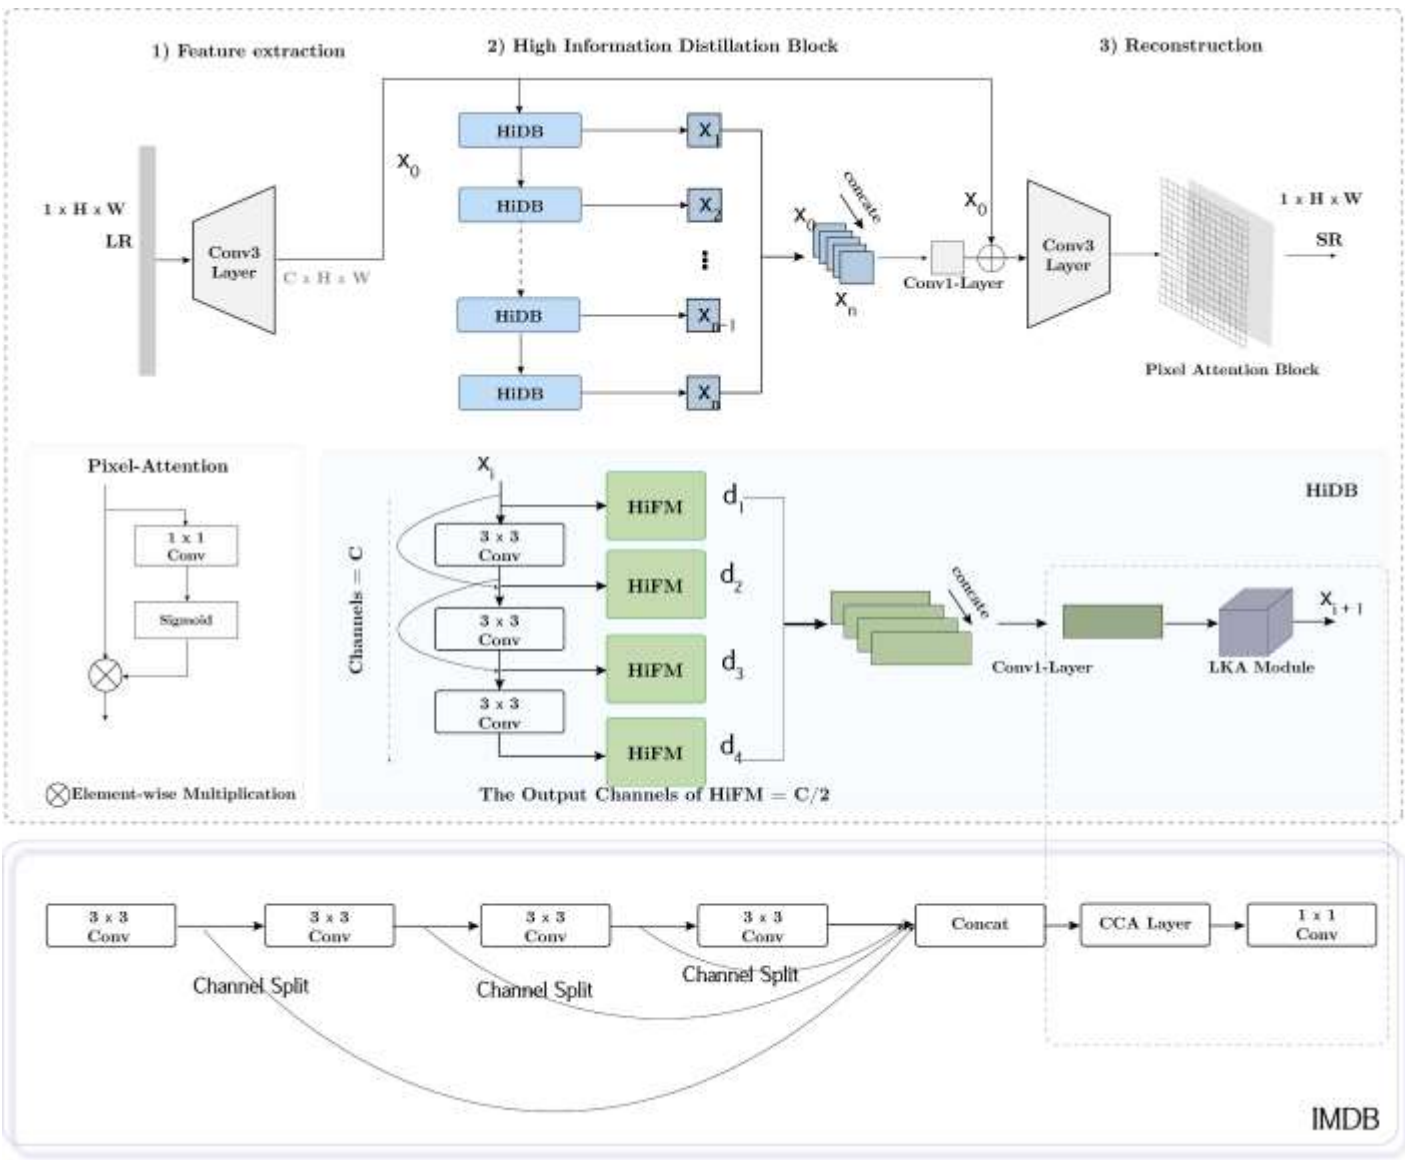 1) Feature extraction
2) High Information Distillation Block
3) Reconstruction
1 x H x W
LR
Conv3
Layer
C x H x W
X0
HiDB
X1
HiDB
X2
HiDB
Xn-1
HiDB
Xn
X0
concate
Xn
Conv1-Layer
X0
Conv3
Layer
1 x H x W
SR
Pixel Attention Block
Pixel-Attention
1 x 1
Conv
Sigmoid
Element-wise Multiplication
HiDB
Channels = C
Xi
3 x 3
Conv
3 x 3
Conv
3 x 3
Conv
HiFM
d1
HiFM
d2
HiFM
d3
HiFM
d4
The Output Channels of HiFM = C/2
concate
Conv1-Layer
LKA Module
Xi + 1
3 x 3
Conv
3 x 3
Conv
3 x 3
Conv
3 x 3
Conv
Concat
CCA Layer
1 x 1
Conv
Channel Split
Channel Split
Channel Split
IMDB